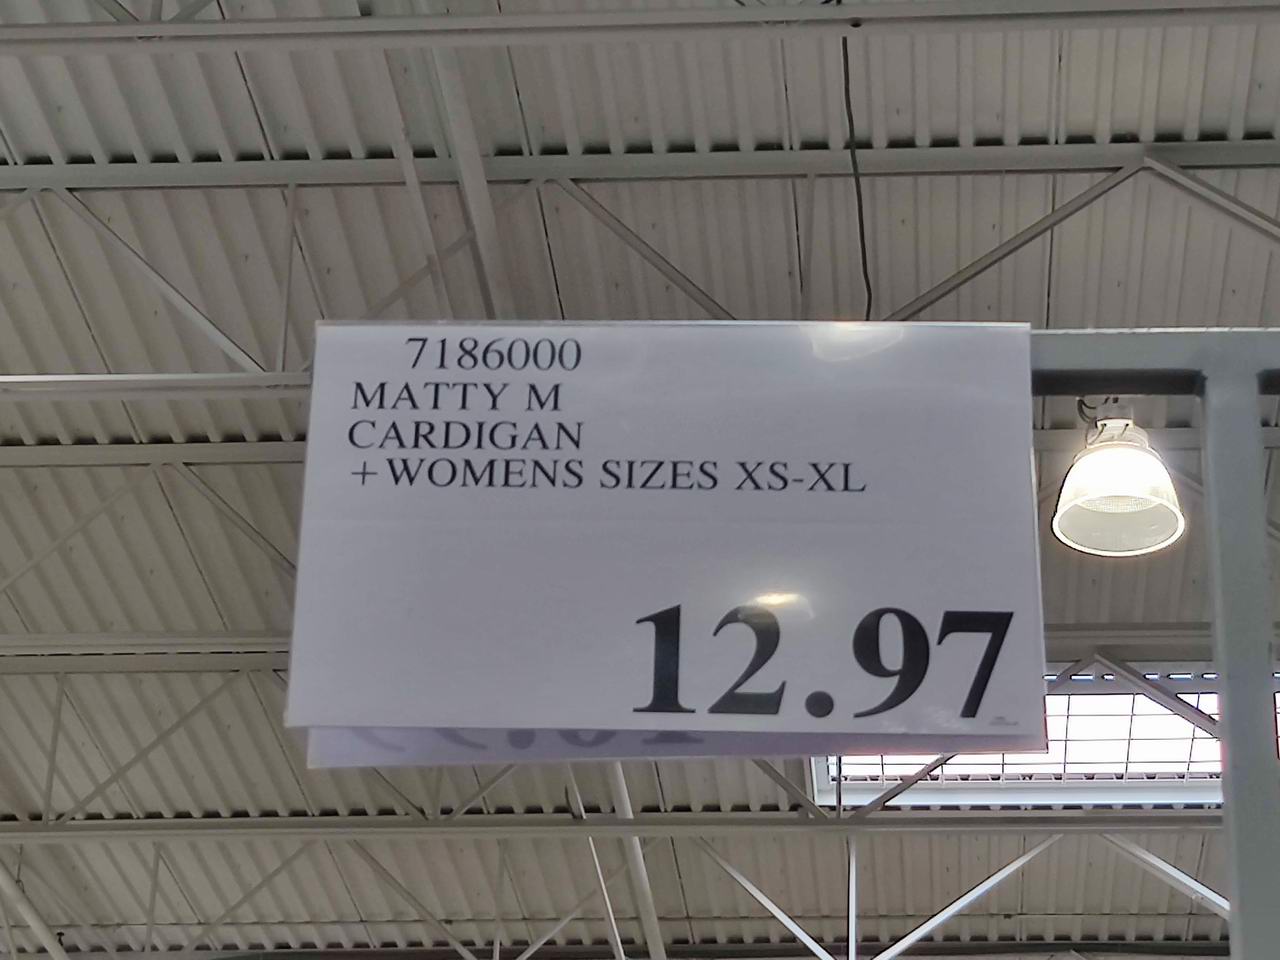 7186000
MATTY M
CARDIGAN
+WOMENS SIZES XS-XL
12.97